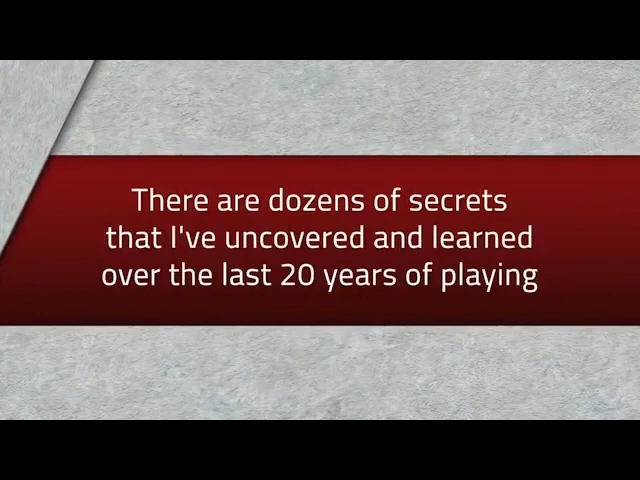 There are dozens of secrets
that I've uncovered and learned
over the last 20 years of playing